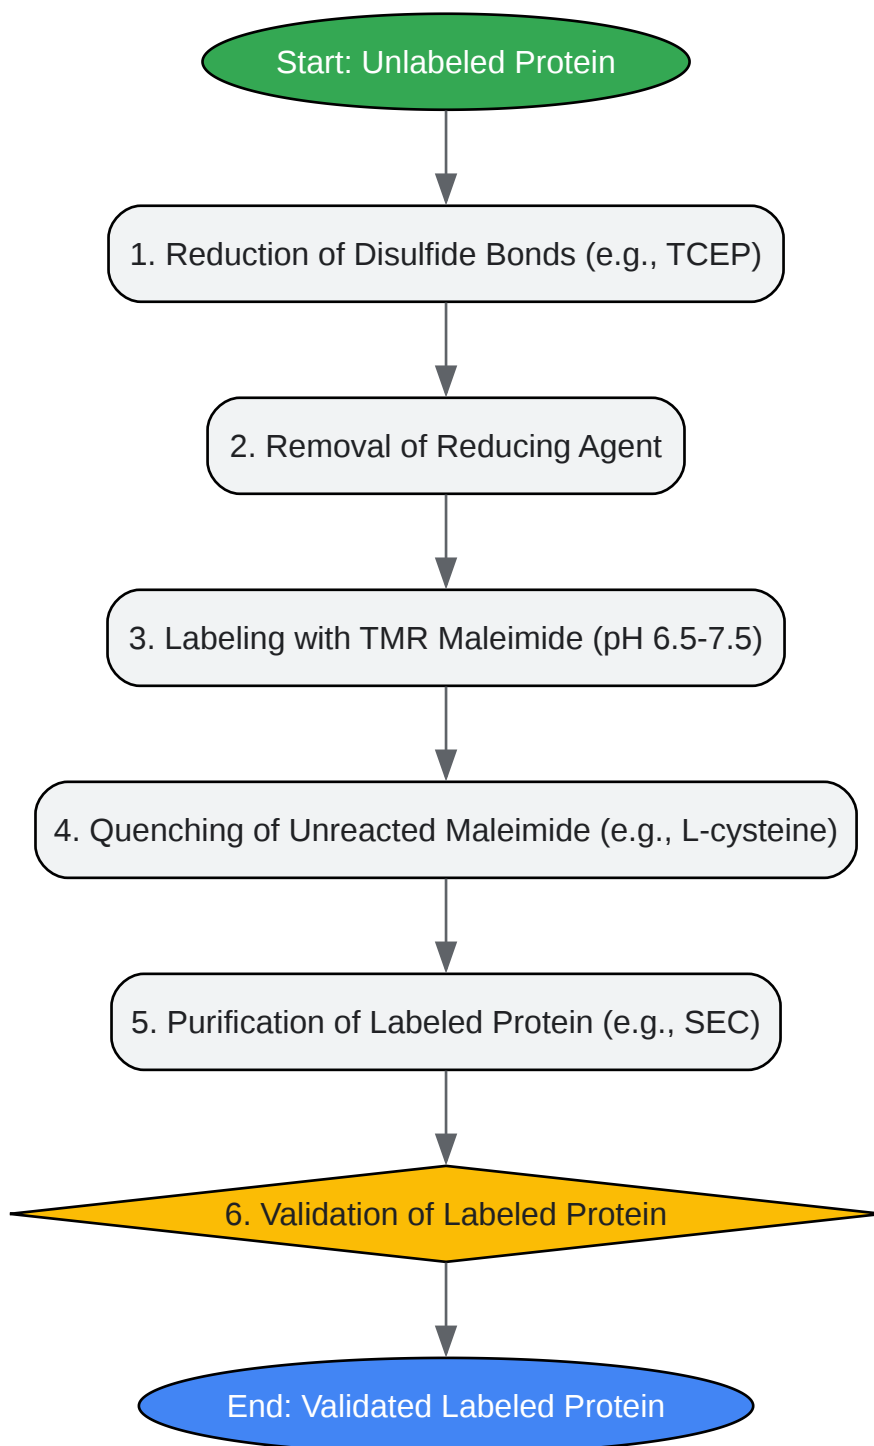 Start: Unlabeled Protein
1. Reduction of Disulfide Bonds (e.g., TCEP)
2. Removal of Reducing Agent
3. Labeling with TMR Maleimide (pH 6.5-7.5)
4. Quenching of Unreacted Maleimide (e.g., L-cysteine)
5. Purification of Labeled Protein (e.g., SEC)
6. Validation of Labeled Protein
End: Validated Labeled Protein